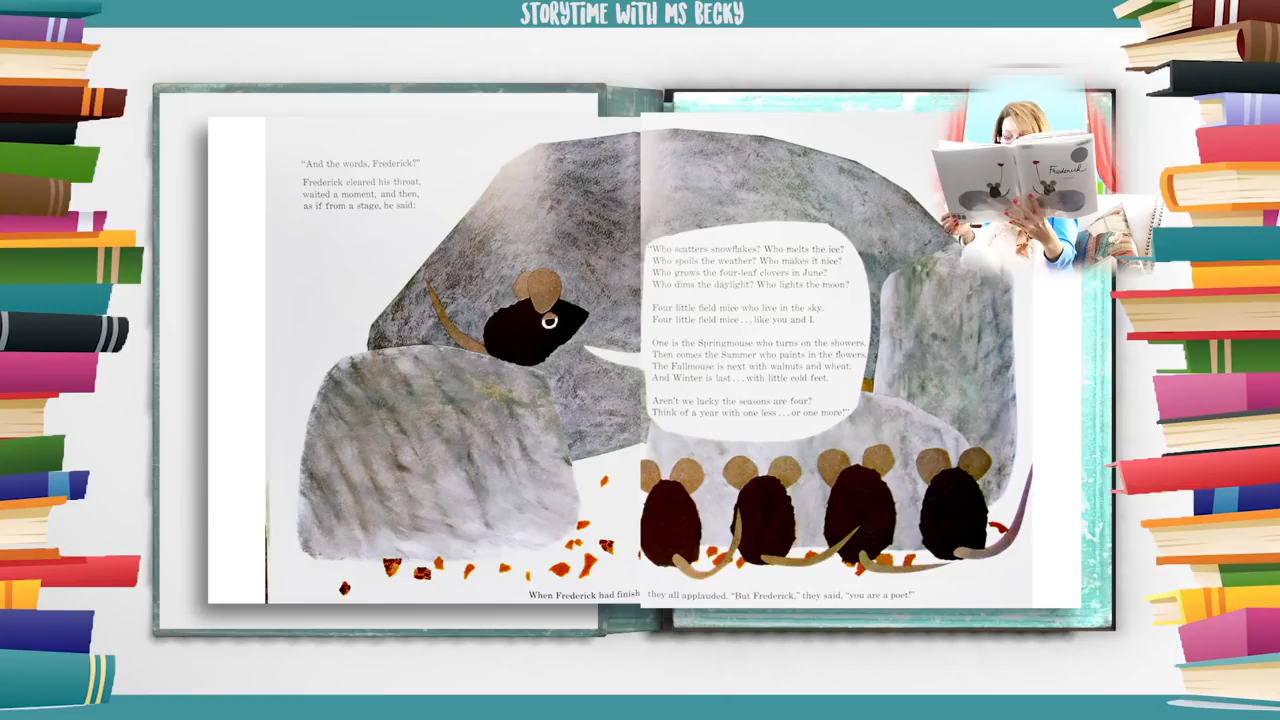 STORYTIME WITH MS BECKY
Frederick
"And the words, Frederick?"
Frederick cleared his throat,
waited a moment, and then,
as if from a stage, he said:
"Who scatters snowflakes? Who melts the ice?
Who spoils the weather? Who makes it nice?
Who grows the four-leaf clovers in June?
Who dims the daylight? Who lights the moon?
Four little field mice who live in the sky.
Four little field mice . . . like you and I.
One is the Springmouse who turns on the showers.
Then comes the Summer who paints in the flowers.
The Fallmouse is next with walnuts and wheat.
And Winter is last . . . with little cold feet.
Aren't we lucky the seasons are four?
Think of a year with one less . . . or one more!"
When Frederick had finish they all applauded. "But Frederick," they said, "you are a poet!"